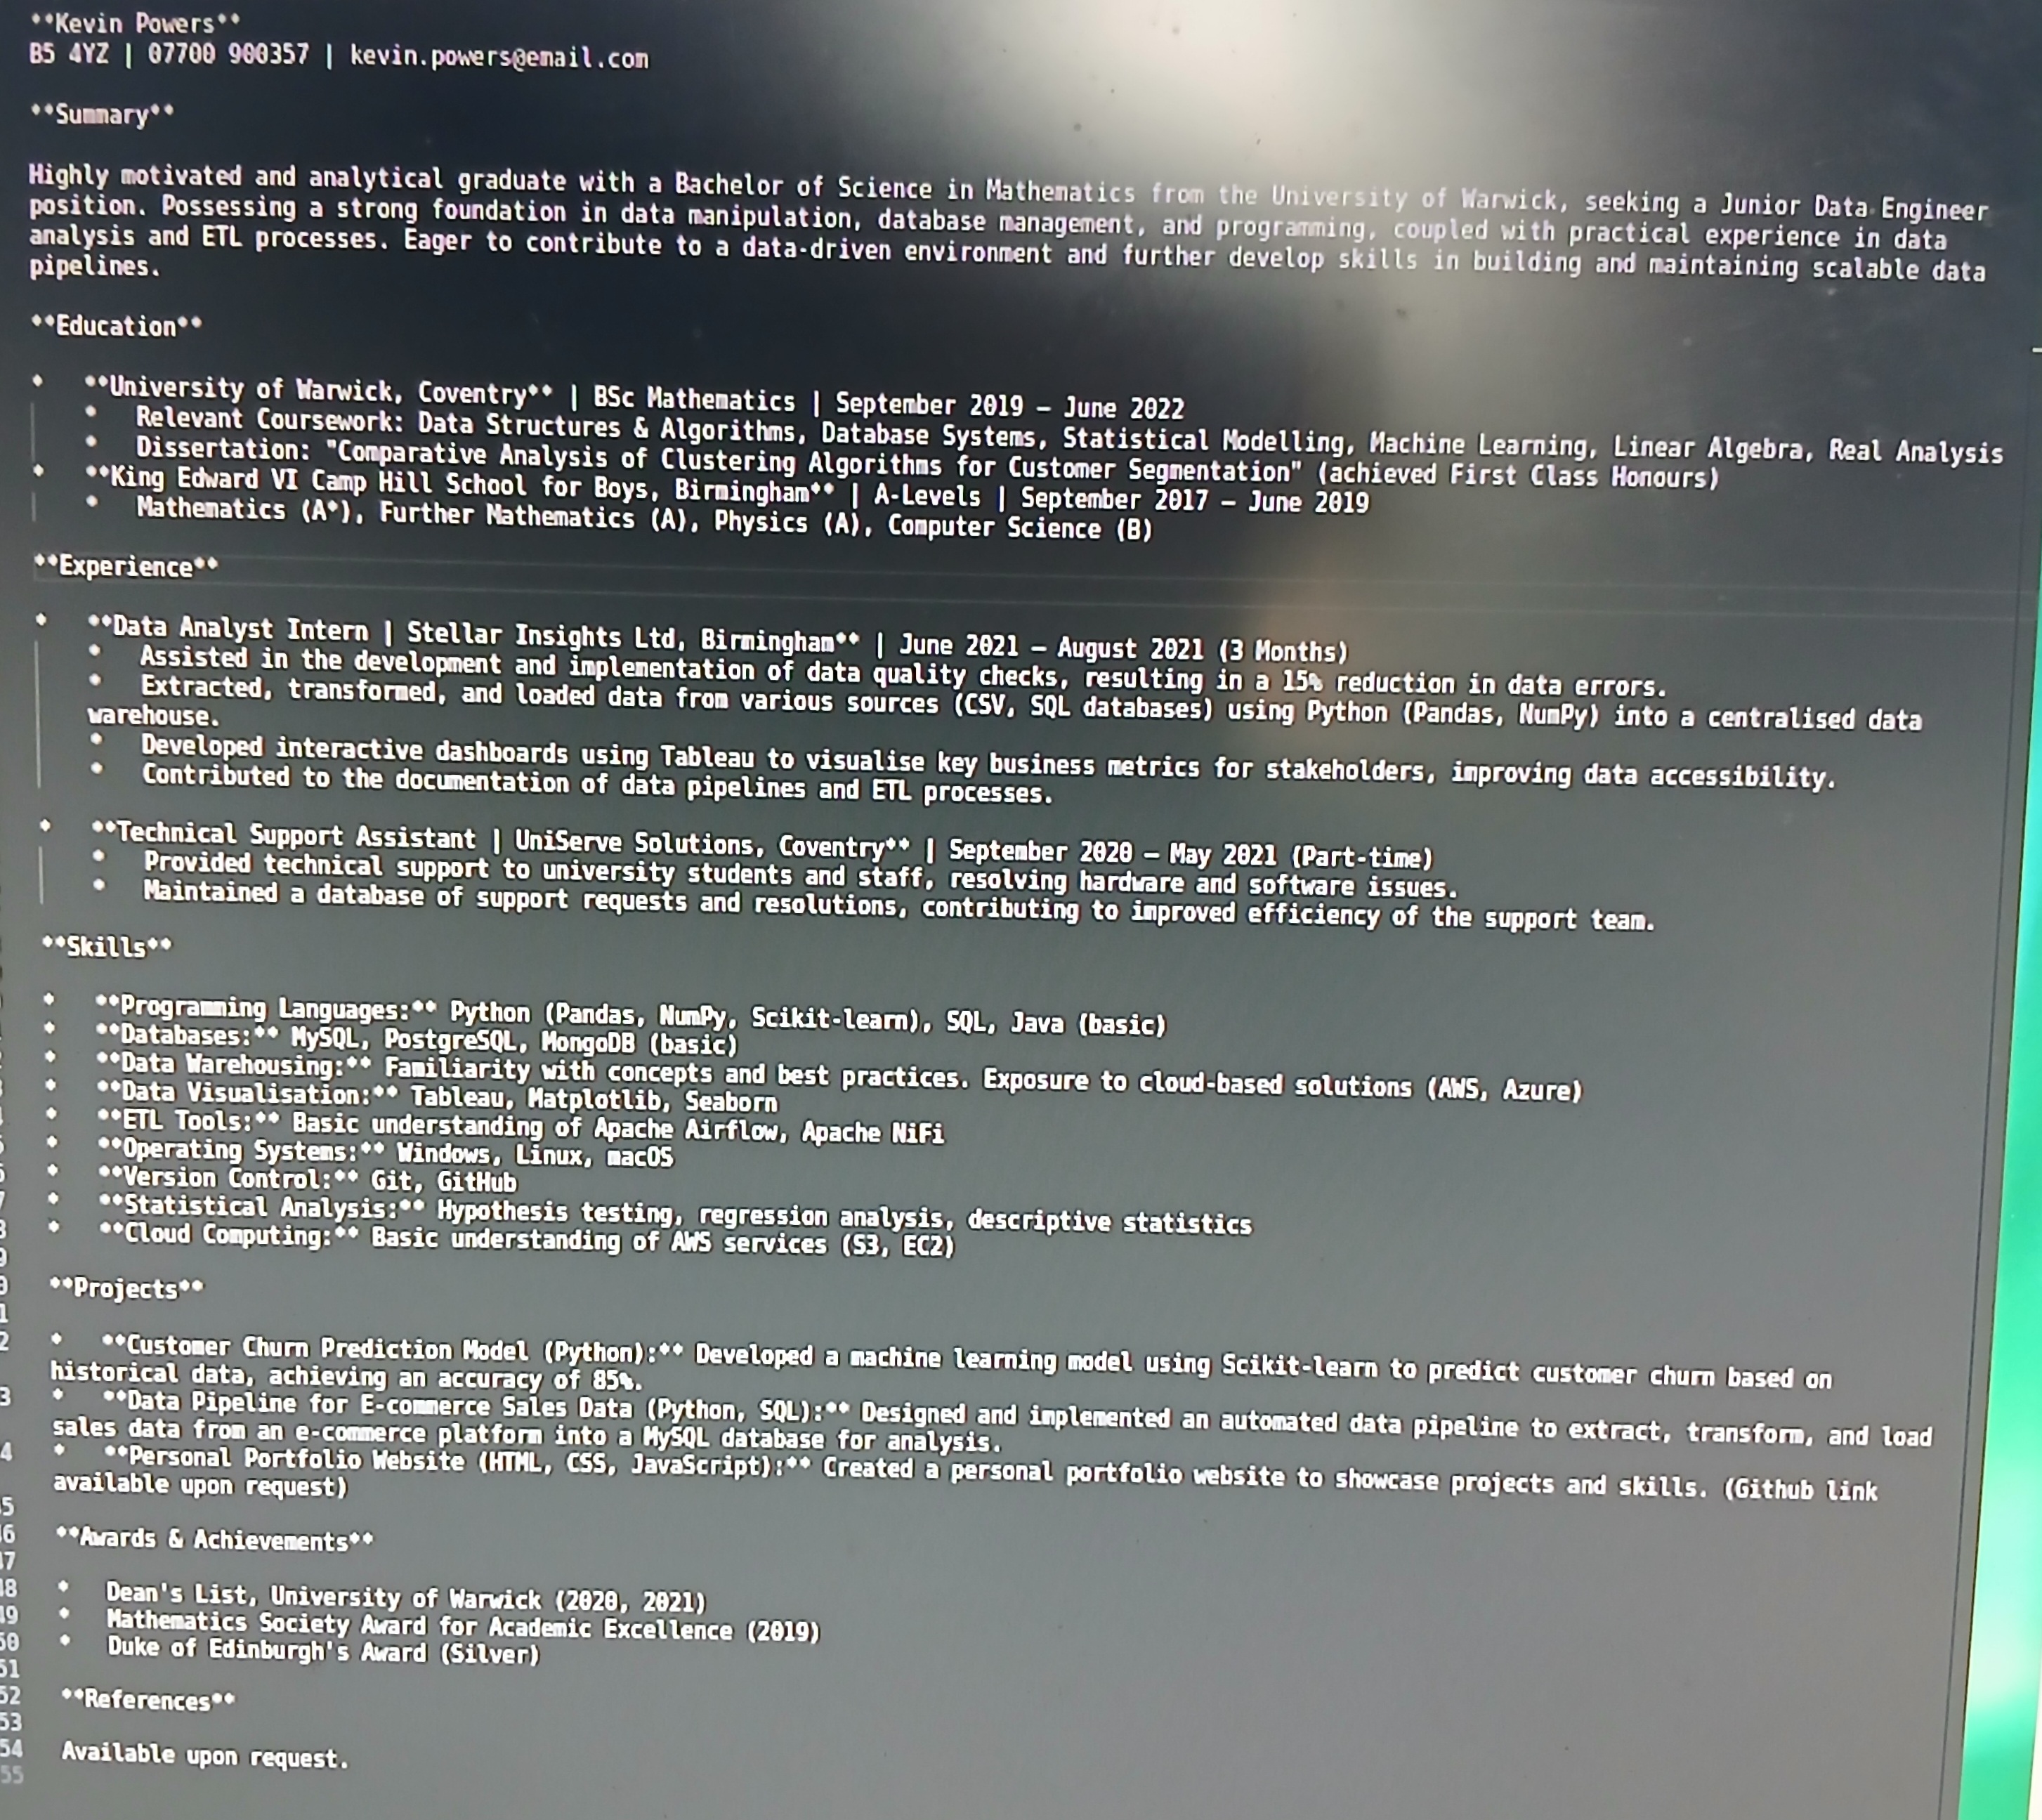 **Kevin Powers**
B5 4YZ | 07700 900357 | kevin.powers@email.com
**Summary**
Highly motivated and analytical graduate with a Bachelor of Science in Mathematics from the University of Warwick, seeking a Junior Data Engineer
position. Possessing a strong foundation in data manipulation, database management, and programming, coupled with practical experience in data
analysis and ETL processes. Eager to contribute to a data-driven environment and further develop skills in building and maintaining scalable data
pipelines.
**Education**
*   **University of Warwick, Coventry** | BSc Mathematics | September 2019 – June 2022
*   Relevant Coursework: Data Structures & Algorithms, Database Systems, Statistical Modelling, Machine Learning, Linear Algebra, Real Analysis
*   Dissertation: "Comparative Analysis of Clustering Algorithms for Customer Segmentation" (achieved First Class Honours)
*   **King Edward VI Camp Hill School for Boys, Birmingham** | A-Levels | September 2017 – June 2019
*   Mathematics (A*), Further Mathematics (A), Physics (A), Computer Science (B)
**Experience**
*   **Data Analyst Intern | Stellar Insights Ltd, Birmingham** | June 2021 – August 2021 (3 Months)
*   Assisted in the development and implementation of data quality checks, resulting in a 15% reduction in data errors.
*   Extracted, transformed, and loaded data from various sources (CSV, SQL databases) using Python (Pandas, NumPy) into a centralised data
warehouse.
*   Developed interactive dashboards using Tableau to visualise key business metrics for stakeholders, improving data accessibility.
*   Contributed to the documentation of data pipelines and ETL processes.
*   **Technical Support Assistant | UniServe Solutions, Coventry** | September 2020 – May 2021 (Part-time)
*   Provided technical support to university students and staff, resolving hardware and software issues.
*   Maintained a database of support requests and resolutions, contributing to improved efficiency of the support team.
**Skills**
*   **Programming Languages:** Python (Pandas, NumPy, Scikit-learn), SQL, Java (basic)
*   **Databases:** MySQL, PostgreSQL, MongoDB (basic)
*   **Data Warehousing:** Familiarity with concepts and best practices. Exposure to cloud-based solutions (AWS, Azure)
*   **Data Visualisation:** Tableau, Matplotlib, Seaborn
*   **ETL Tools:** Basic understanding of Apache Airflow, Apache NiFi
*   **Operating Systems:** Windows, Linux, macOS
*   **Version Control:** Git, GitHub
*   **Statistical Analysis:** Hypothesis testing, regression analysis, descriptive statistics
*   **Cloud Computing:** Basic understanding of AWS services (S3, EC2)
**Projects**
*   **Customer Churn Prediction Model (Python):** Developed a machine learning model using Scikit-learn to predict customer churn based on
historical data, achieving an accuracy of 85%.
*   **Data Pipeline for E-commerce Sales Data (Python, SQL):** Designed and implemented an automated data pipeline to extract, transform, and load
sales data from an e-commerce platform into a MySQL database for analysis.
*   **Personal Portfolio Website (HTML, CSS, JavaScript):** Created a personal portfolio website to showcase projects and skills. (Github link
available upon request)
**Awards & Achievements**
*   Dean's List, University of Warwick (2020, 2021)
*   Mathematics Society Award for Academic Excellence (2019)
50 *   Duke of Edinburgh's Award (Silver)
51
52 **References**
53
54 Available upon request.
55